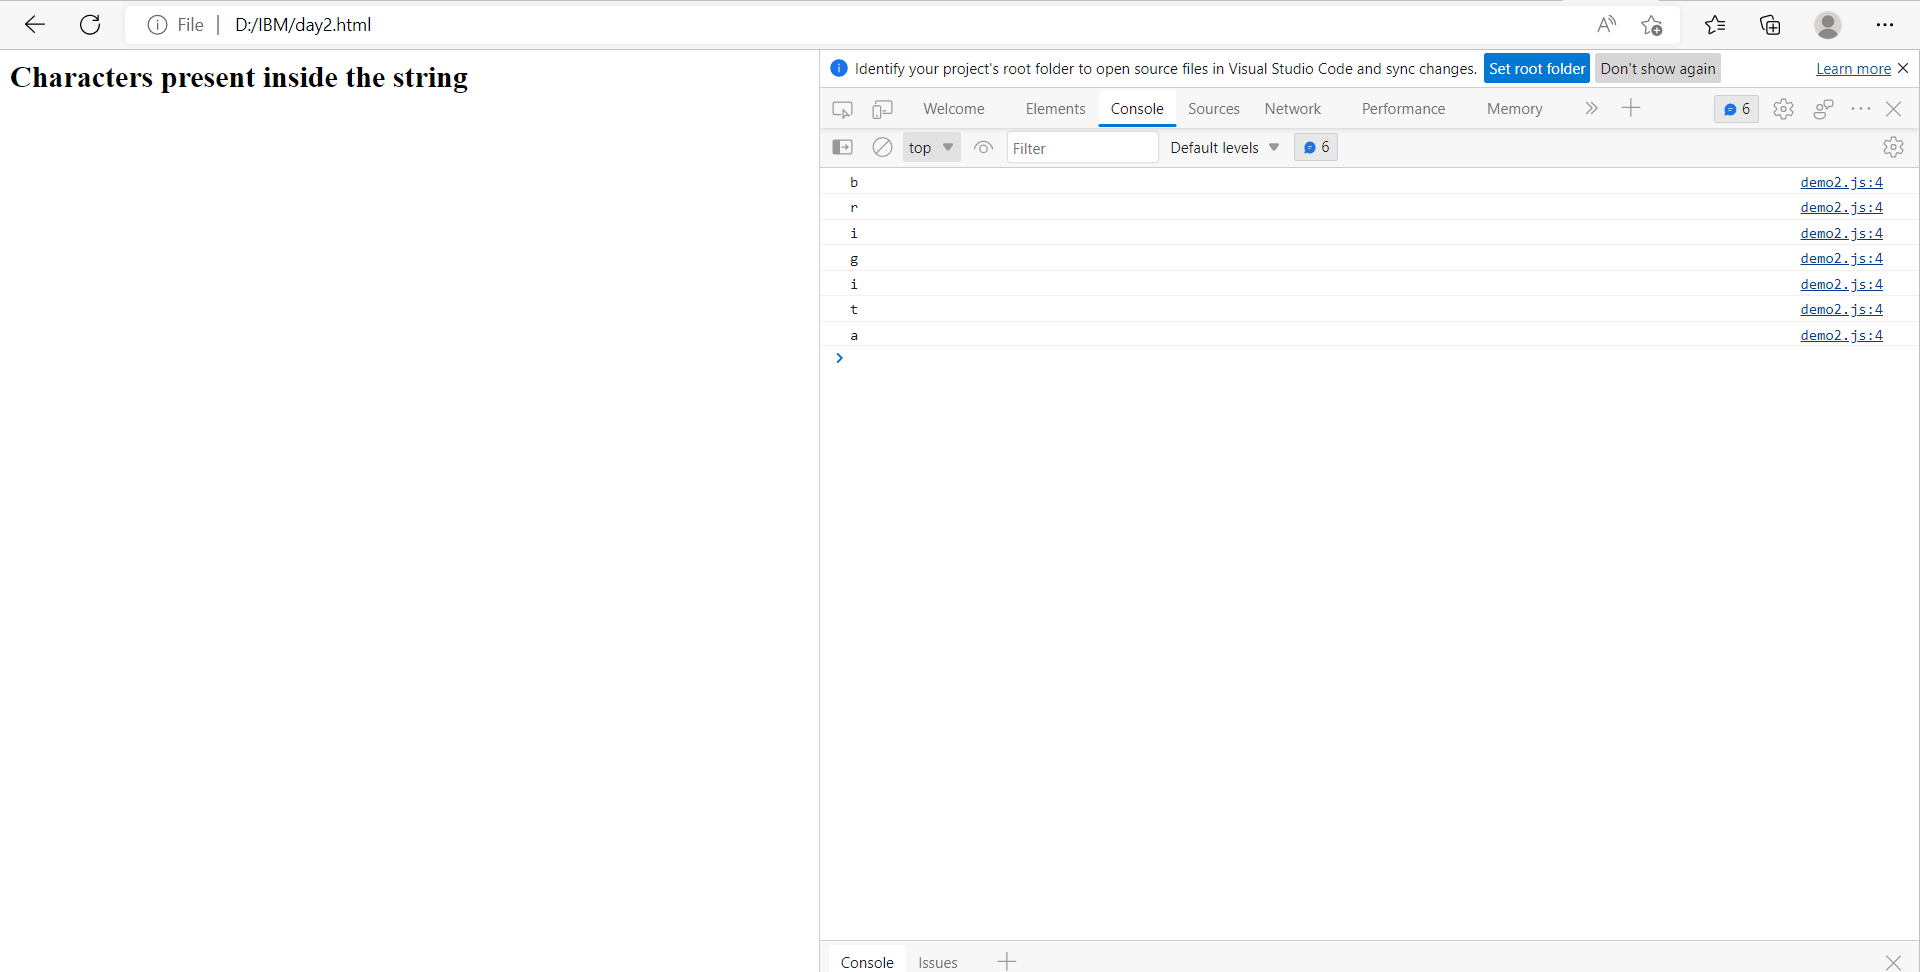 File | D:/IBM/day2.html
Characters present inside the string
Identify your project's root folder to open source files in Visual Studio Code and sync changes. Set root folder Don't show again Learn more
Welcome Elements Console Sources Network Performance Memory 6
top Filter Default levels 6
b demo2.js:4
r demo2.js:4
i demo2.js:4
g demo2.js:4
i demo2.js:4
t demo2.js:4
a demo2.js:4
Console Issues